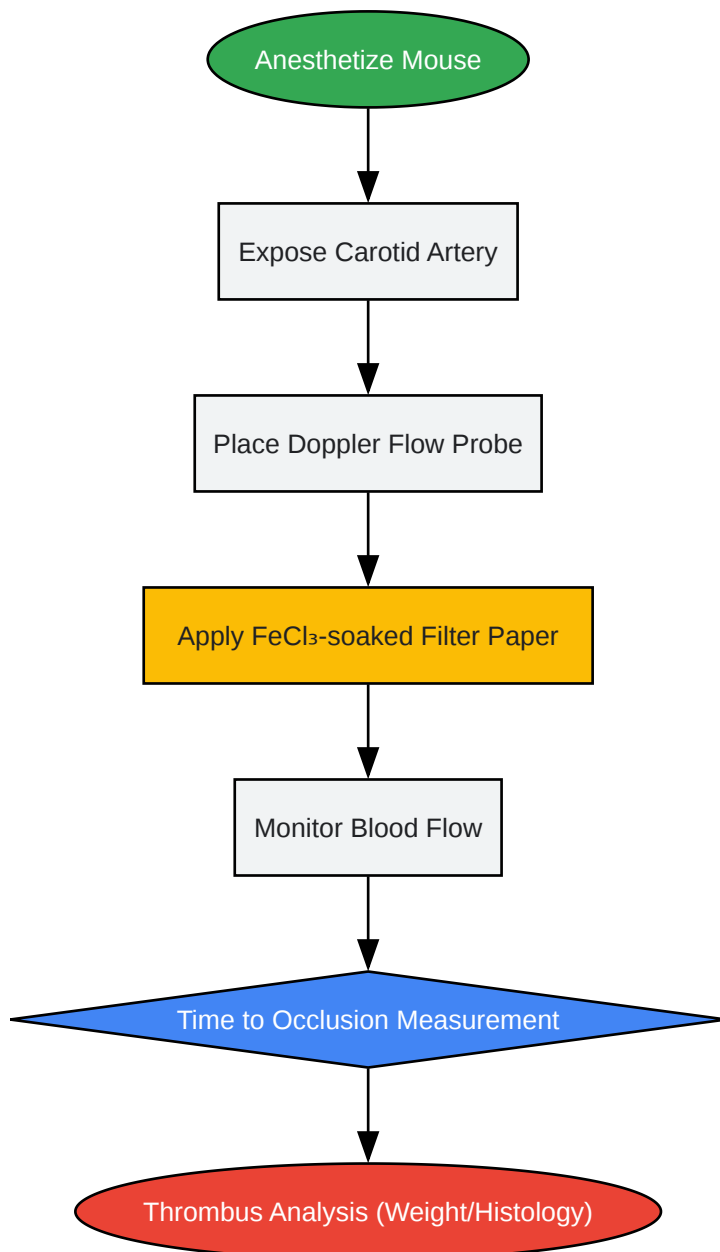 Anesthetize Mouse
Expose Carotid Artery
Place Doppler Flow Probe
Apply FeCl₃-soaked Filter Paper
Monitor Blood Flow
Time to Occlusion Measurement
Thrombus Analysis (Weight/Histology)